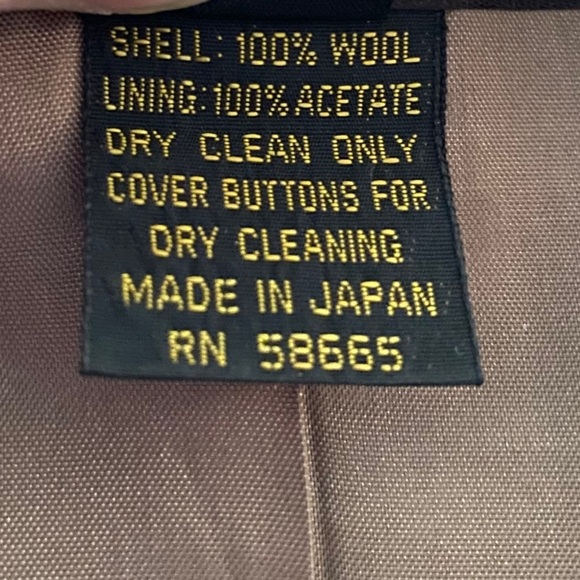 SHELL: 100% WOOL
LINING: 100% ACETATE
DRY CLEAN ONLY
COVER BUTTONS FOR
DRY CLEANING
MADE IN JAPAN
RN 58665